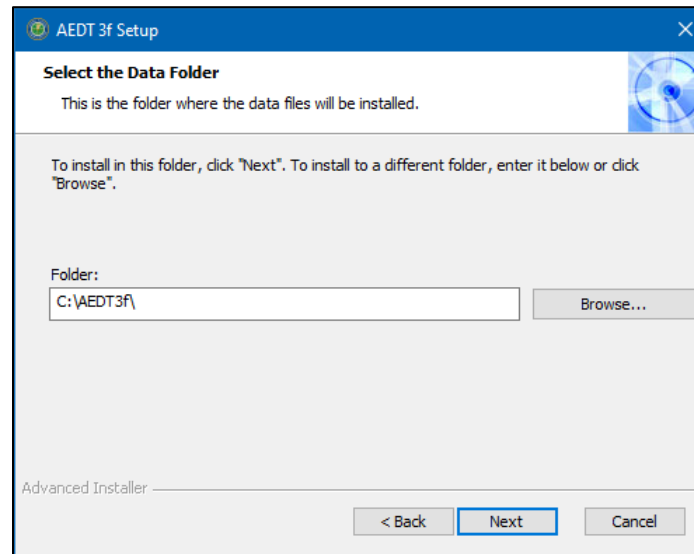 AEDT 3f Setup
Select the Data Folder
This is the folder where the data files will be installed.
To install in this folder, click "Next". To install to a different folder, enter it below or click
"Browse".
Folder:
C:\AEDT3f\
Browse...
Advanced Installer
< Back
Next
Cancel